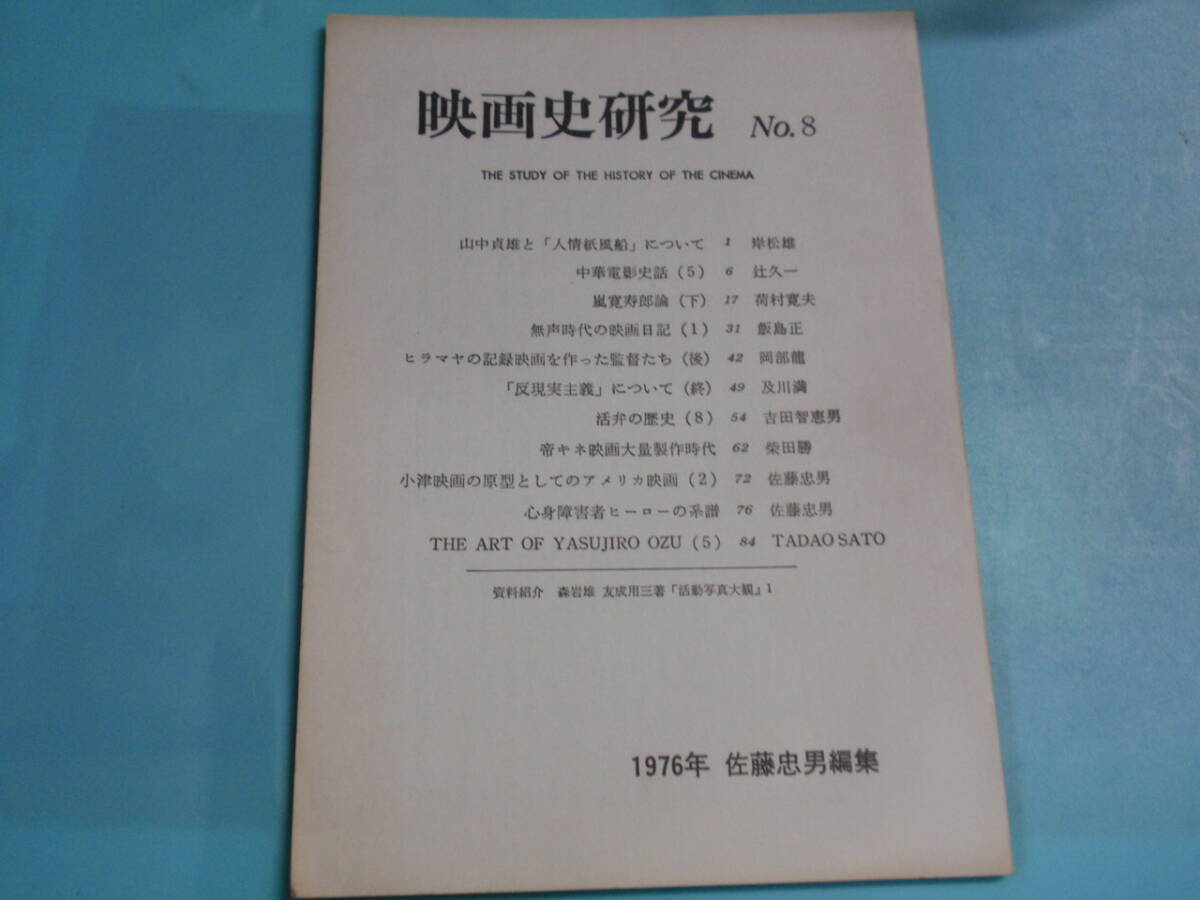 映画史研究 No.8
THE STUDY OF THE HISTORY OF THE CINEMA
山中貞雄と「人情紙風船」について 1 岸松雄
中華電影史話(5) 6 辻久一
嵐寛寿郎論(下) 17 荷村寛夫
無声時代の映画日記(1) 31 飯島正
ヒラマヤの記録映画を作った監督たち(後) 42 岡部龍
「反現実主義」について(終) 49 及川満
活弁の歴史(8) 54 吉田智恵男
帝キネ映画大量製作時代 62 柴田勝
小津映画の原型としてのアメリカ映画(2) 72 佐藤忠男
心身障害者ヒーローの系譜 76 佐藤忠男
THE ART OF YASUJIRO OZU (5) 84 TADAO SATO
資料紹介 森岩雄 友成用三著『活動写真大観』1
1976年 佐藤忠男編集